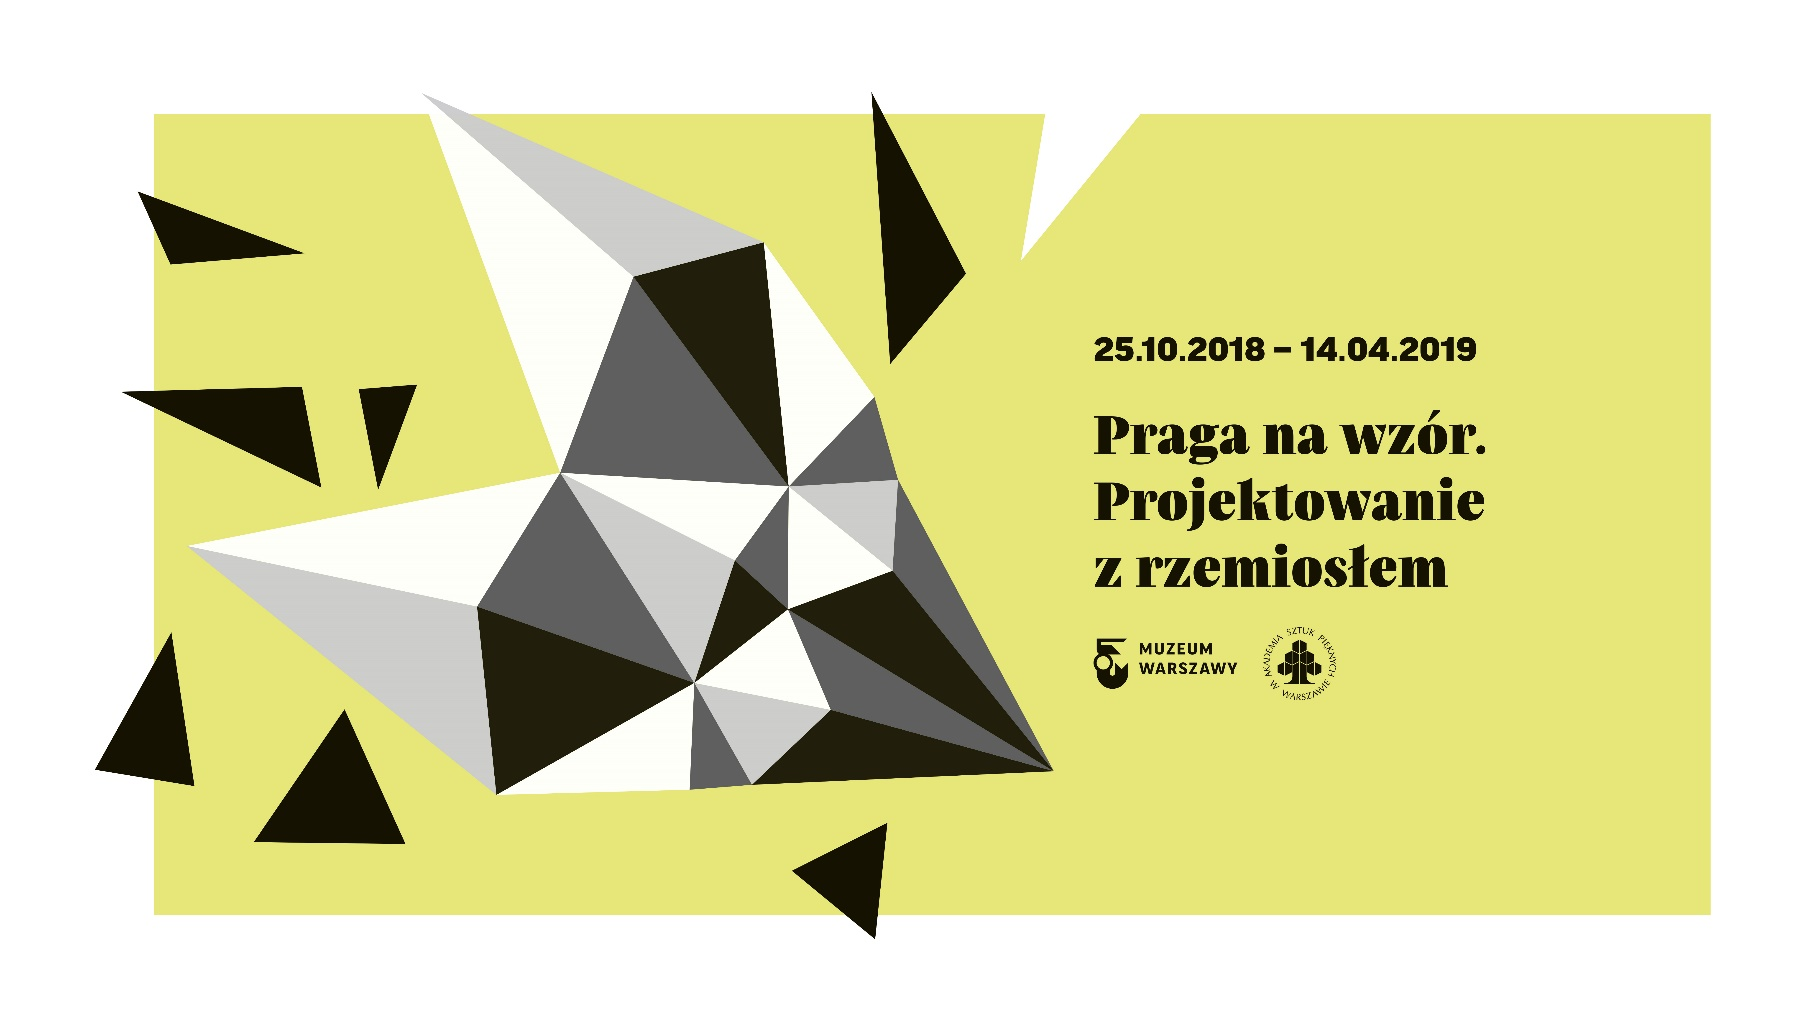 25.10.2018 – 14.04.2019
Praga na wzór.
Projektowanie
z rzemiosłem
MUZEUM
WARSZAWY
AKADEMIA SZTUK PIĘKNYCH
W WARSZAWIE